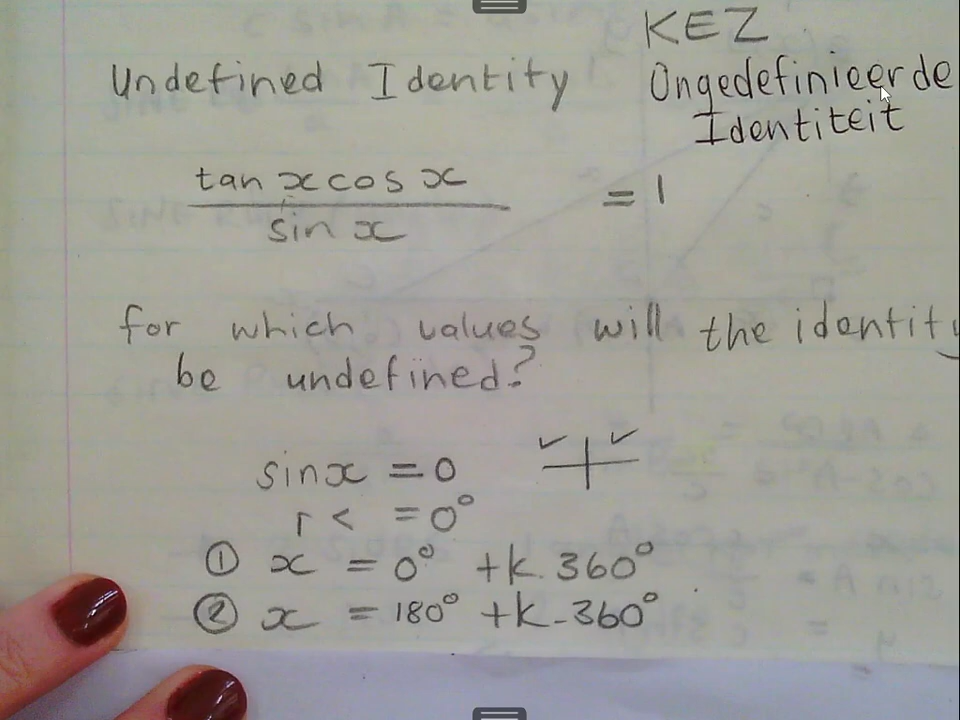 KEZ
Undefined Identity Ongedefinieerde
Identiteit
tan x cos x
sin x
= 1
for which values will the identity
be undefined?
sin x = 0
r < = 0°
① x = 0° + k. 360°
② x = 180° + k - 360°